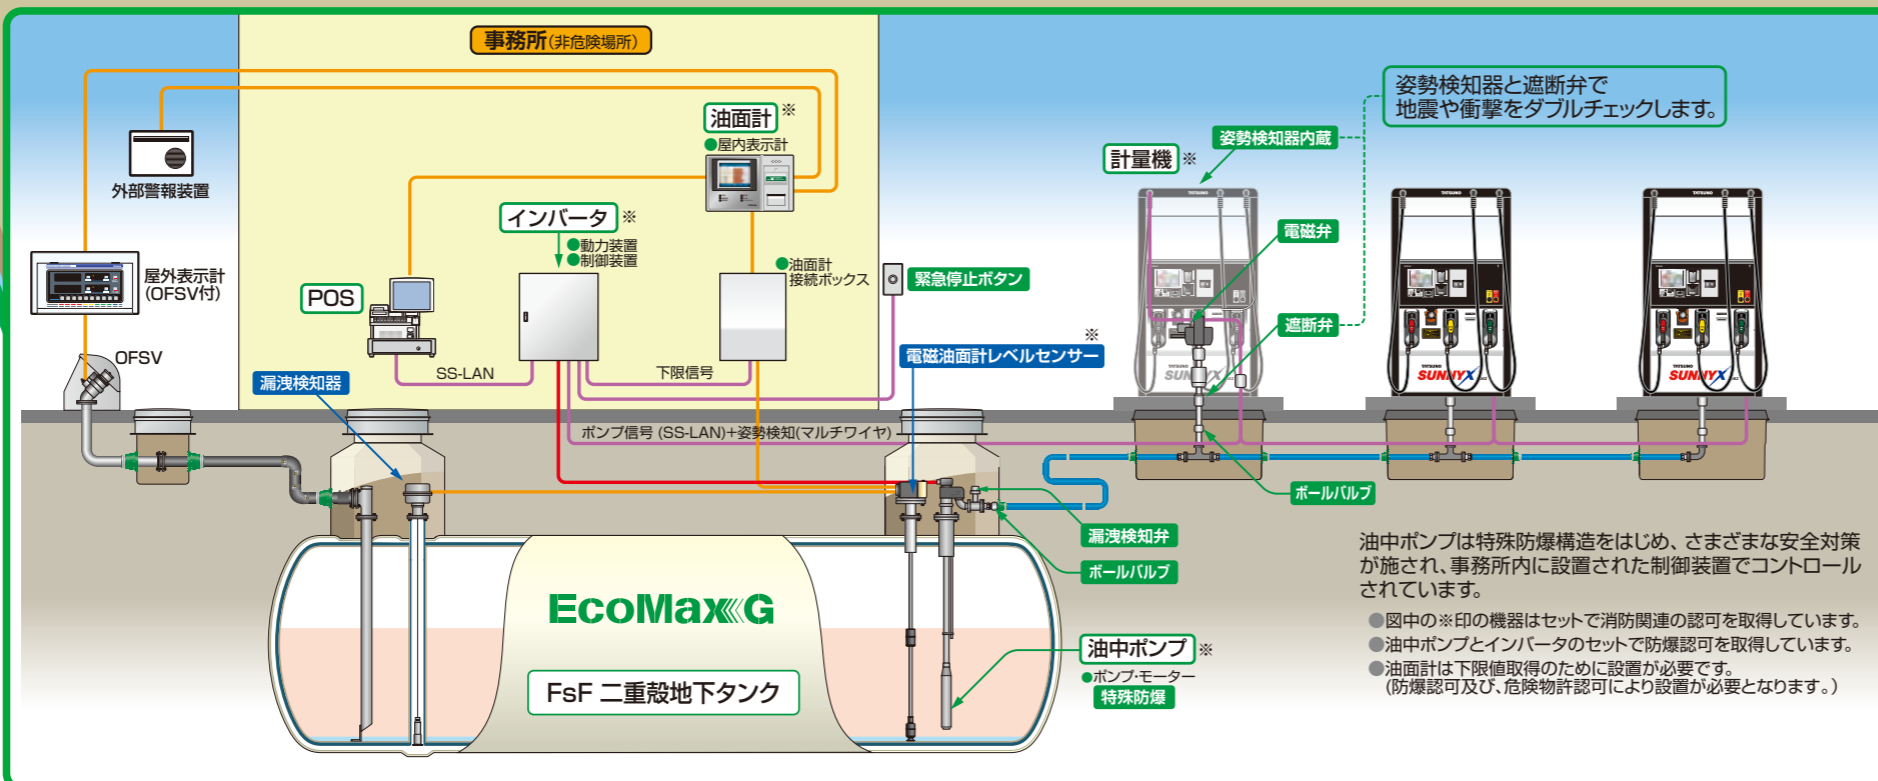 事務所(非危険場所)
外部警報装置
屋外表示計
(OFSV付)
OFSV
油面計 ※
●屋内表示計
インバータ ※
●動力装置
●制御装置
POS
●油面計
接続ボックス
緊急停止ボタン
SS-LAN
下限信号
電磁油面計レベルセンサー ※
漏洩検知器
ポンプ信号 (SS-LAN)+姿勢検知(マルチワイヤ)
姿勢検知器と遮断弁で
地震や衝撃をダブルチェックします。
姿勢検知器内蔵
計量機 ※
電磁弁
遮断弁
TATSUNO
TATSUNO
TATSUNO
SUNNYX
TATSUNO
SUNNYX
TATSUNO
SUNNYX
ボールバルブ
漏洩検知弁
ボールバルブ
EcoMax G
FsF 二重殻地下タンク
油中ポンプ ※
●ポンプ・モーター
特殊防爆
油中ポンプは特殊防爆構造をはじめ、さまざまな安全対策
が施され、事務所内に設置された制御装置でコントロール
されています。
●図中の※印の機器はセットで消防関連の認可を取得しています。
●油中ポンプとインバータのセットで防爆認可を取得しています。
●油面計は下限値取得のために設置が必要です。
(防爆認可及び、危険物許認可により設置が必要となります。)